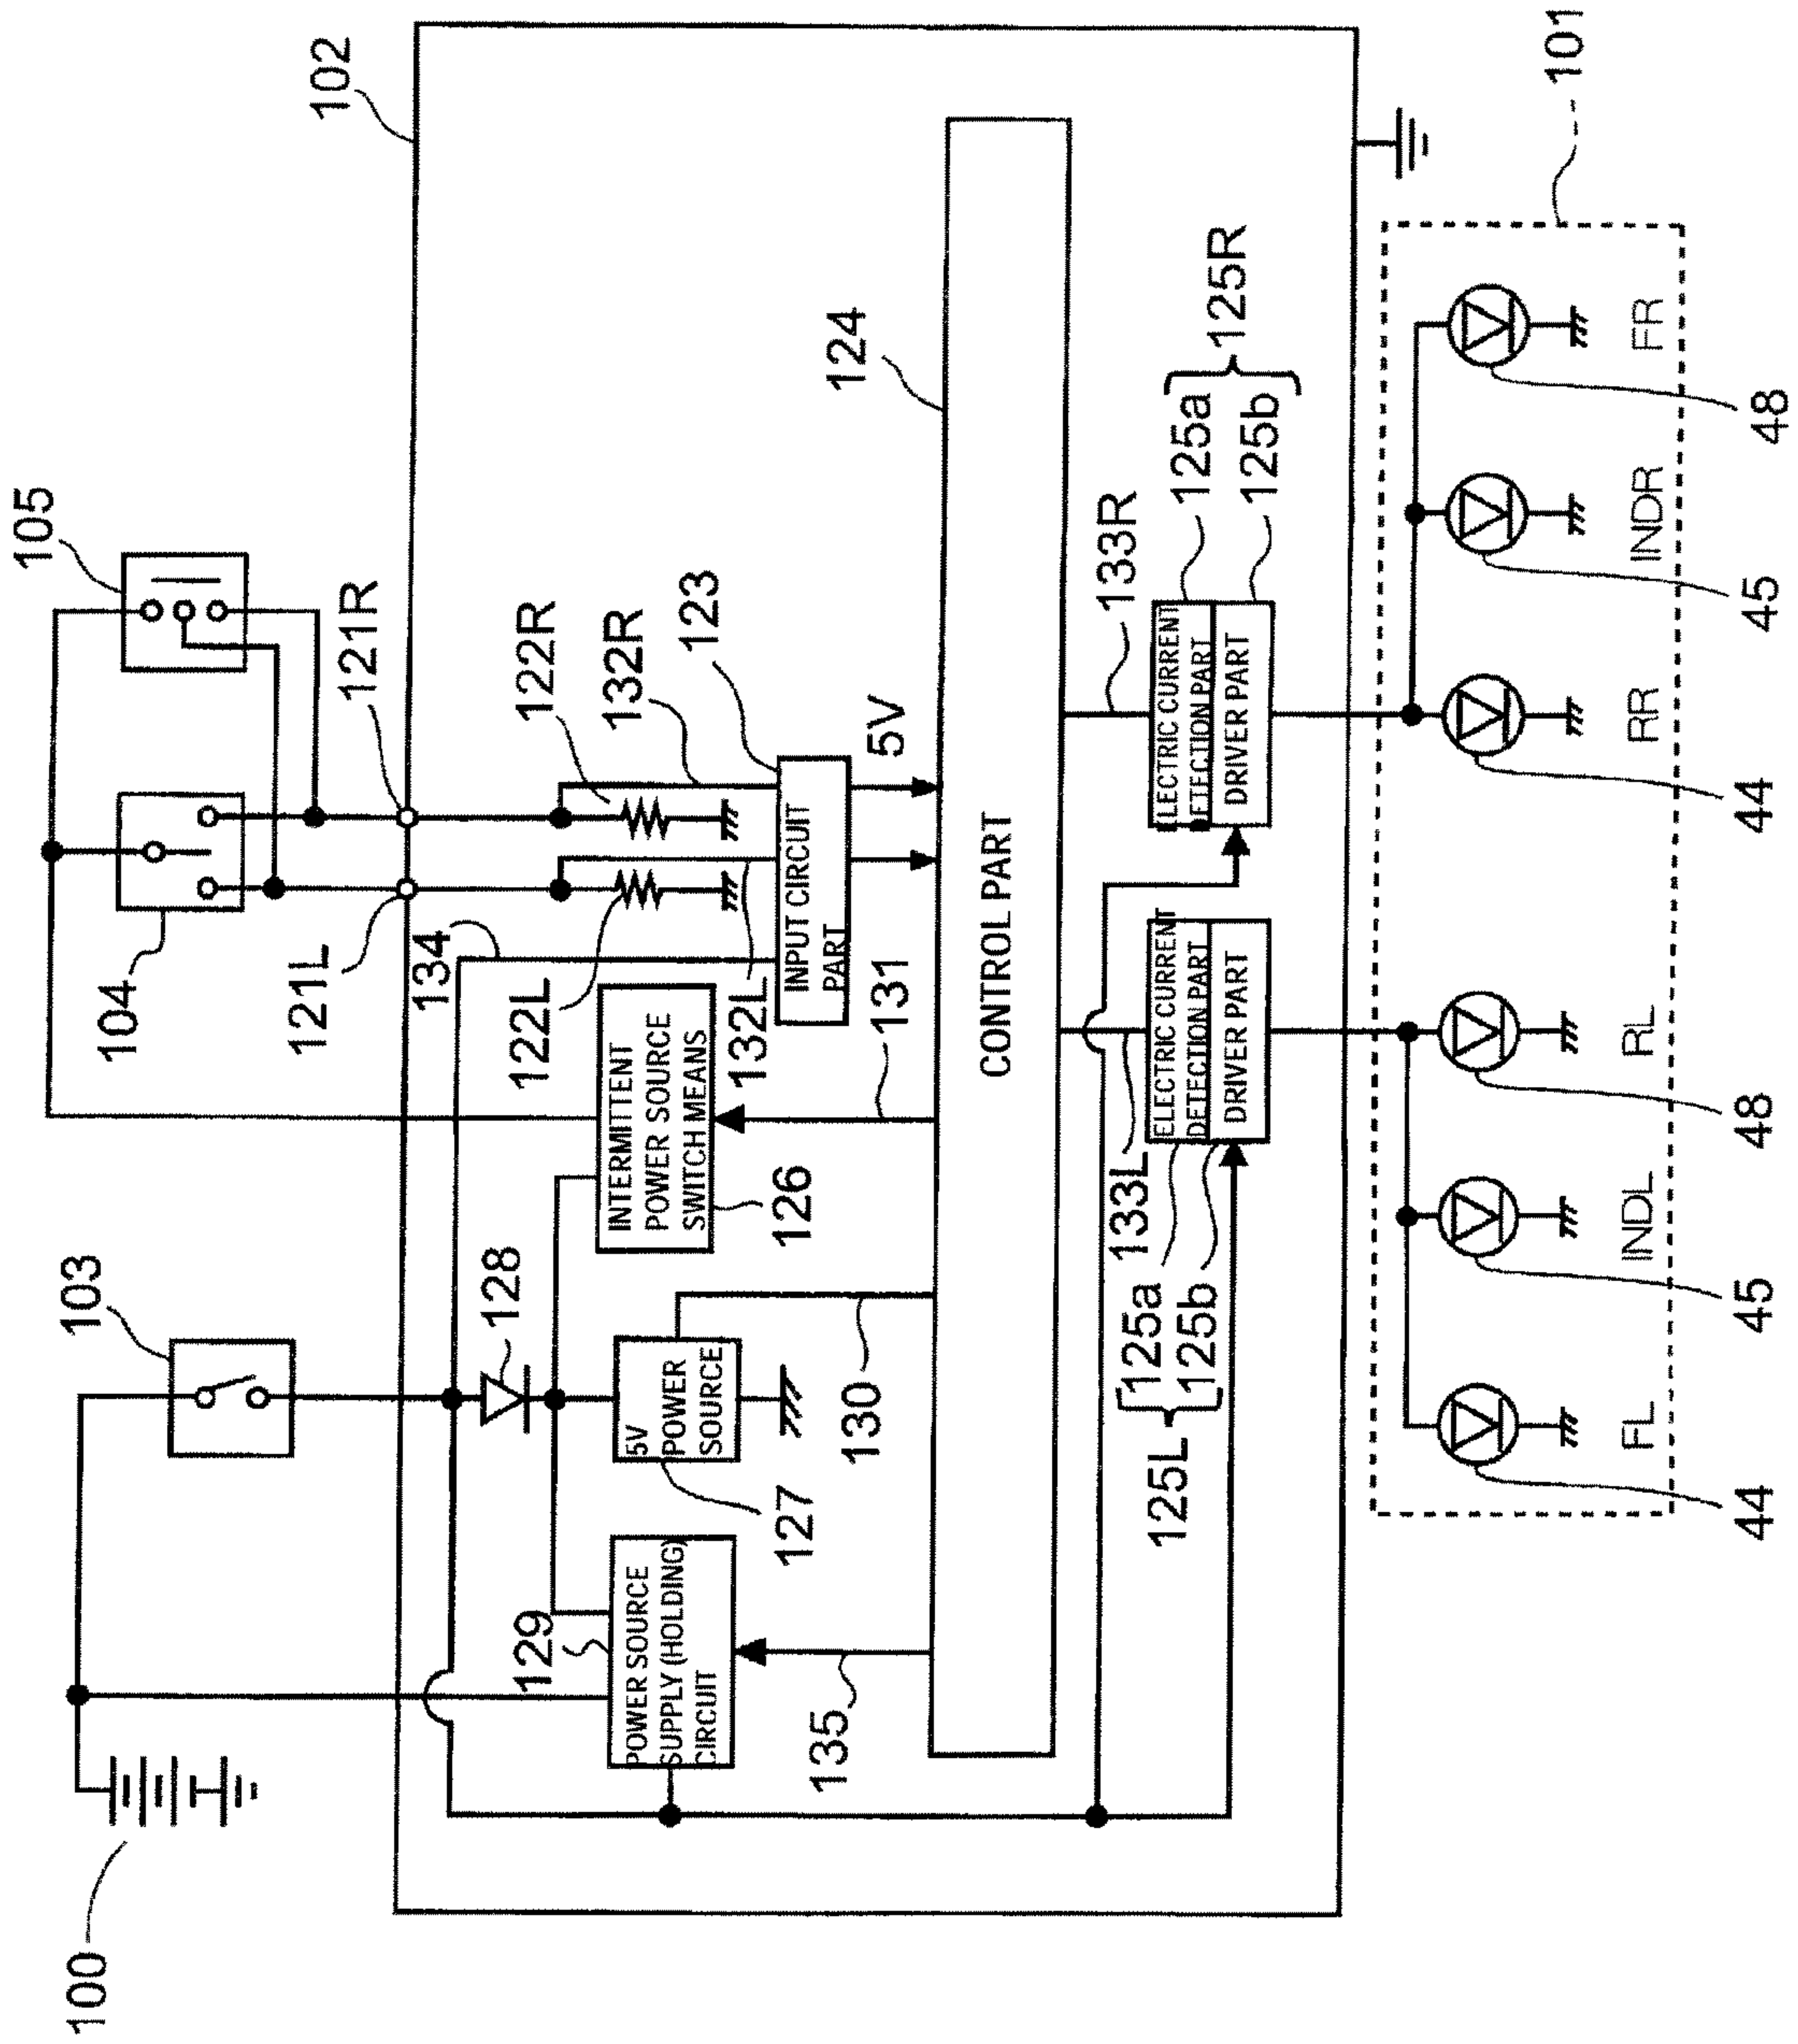 100
103
104
105
102
121L
121R
134
122L
122R
132R
132L
123
128
129
POWER SOURCE
SUPPLY (HOLDING)
CIRCUIT
5V
POWER
SOURCE
127
INTERMITTENT
POWER SOURCE
SWITCH MEANS
126
INPUT CIRCUIT
PART
5V
124
135
130
131
CONTROL PART
133L
133R
125L
125a
125b
ELECTRIC CURRENT
DETECTION PART
DRIVER PART
ELECTRIC CURRENT
DETECTION PART
DRIVER PART
125a
125b
125R
101
FL
INDL
RL
RR
INDR
FR
44
45
48
44
45
48